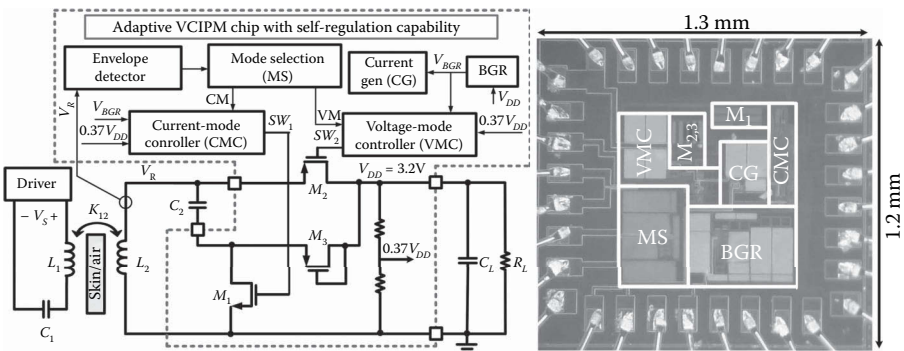 Adaptive VCIPM chip with self-regulation capability
Envelope
detector
Mode selection
(MS)
Current
gen (CG)
V_BGR
BGR
V_DD
V_R
CM
VM
V_BGR
0.37V_DD
Current-mode
conroller (CMC)
SW_1
SW_2
Voltage-mode
controller (VMC)
0.37V_DD
Driver
– V_S +
K_12
L_1
Skin/air
L_2
C_1
V_R
C_2
M_2
V_DD = 3.2V
M_3
M_1
0.37V_DD
C_L
R_L
1.3 mm
1.2 mm
VMC
M_2,3
M_1
CG
CMC
MS
BGR